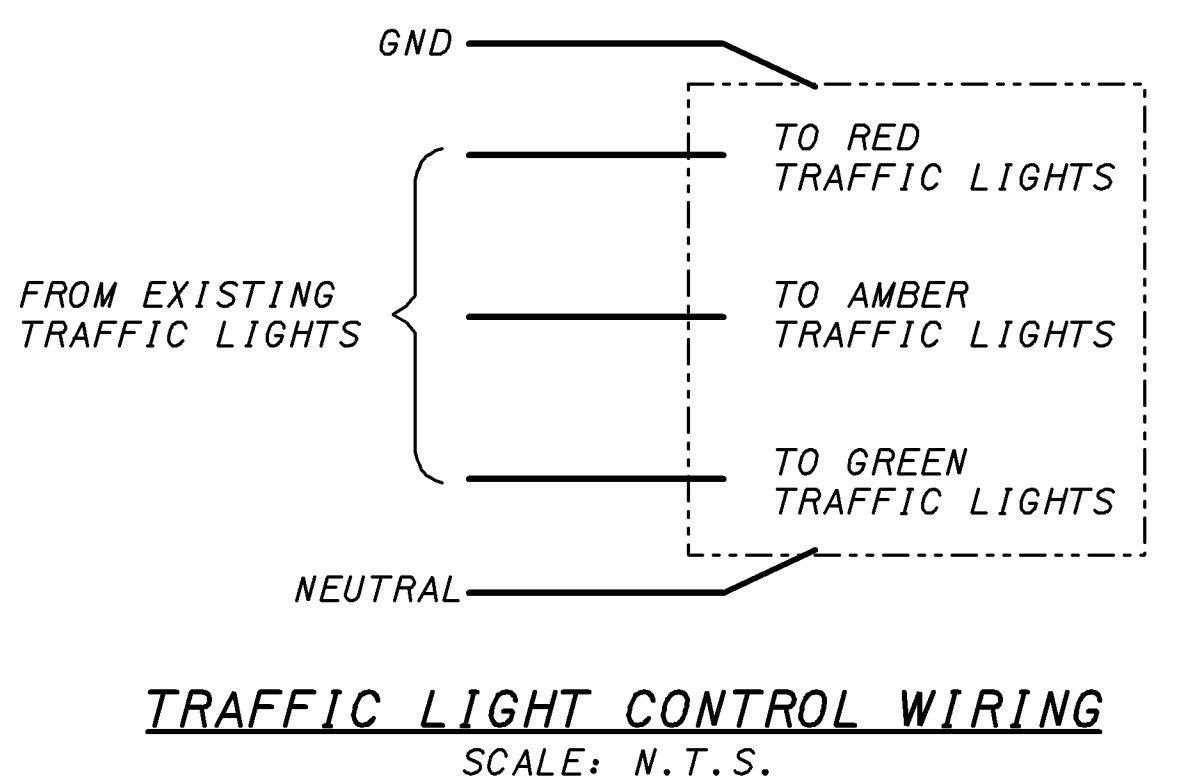 GND
TO RED
TRAFFIC LIGHTS
FROM EXISTING
TRAFFIC LIGHTS
TO AMBER
TRAFFIC LIGHTS
TO GREEN
TRAFFIC LIGHTS
NEUTRAL
TRAFFIC LIGHT CONTROL WIRING
SCALE: N.T.S.